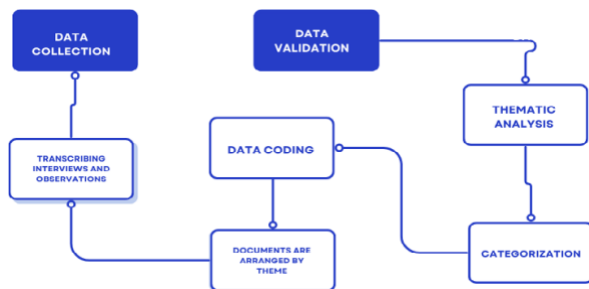 DATA
COLLECTION
DATA
VALIDATION
THEMATIC
ANALYSIS
DATA CODING
TRANSCRIBING
INTERVIEWS AND
OBSERVATIONS
DOCUMENTS ARE
ARRANGED BY
THEME
CATEGORIZATION